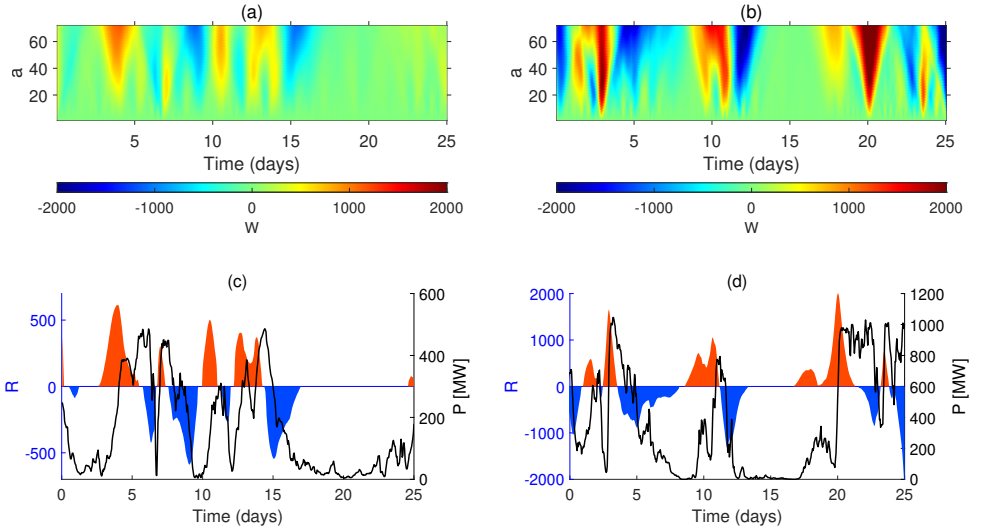 (a)
(b)
60
40
20
a
5 10 15 20 25
Time (days)
60
40
20
a
5 10 15 20 25
Time (days)
-2000 -1000 0 1000 2000
W
-2000 -1000 0 1000 2000
W
(c)
(d)
500
0
-500
R
600
400
200
0
P [MW]
0 5 10 15 20 25
Time (days)
2000
1000
0
-1000
-2000
R
1200
1000
800
600
400
200
0
P [MW]
0 5 10 15 20 25
Time (days)